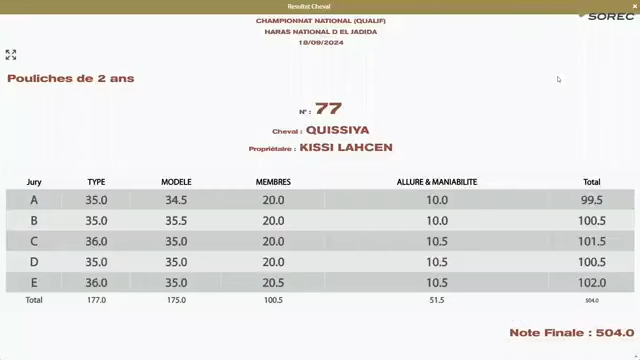 Resultat Cheval
CHAMPIONNAT NATIONAL (QUALIF)
HARAS NATIONAL D EL JADIDA
18/09/2024
SOREC
Pouliches de 2 ans
N° : 77
Cheval : QUISSIYA
Propriétaire : KISSI LAHCEN
Jury TYPE MODELE MEMBRES ALLURE & MANIABILITE Total
A 35.0 34.5 20.0 10.0 99.5
B 35.0 35.5 20.0 10.0 100.5
C 36.0 35.0 20.0 10.5 101.5
D 35.0 35.0 20.0 10.5 100.5
E 36.0 35.0 20.5 10.5 102.0
Total 177.0 175.0 100.5 51.5 504.0
Note Finale : 504.0